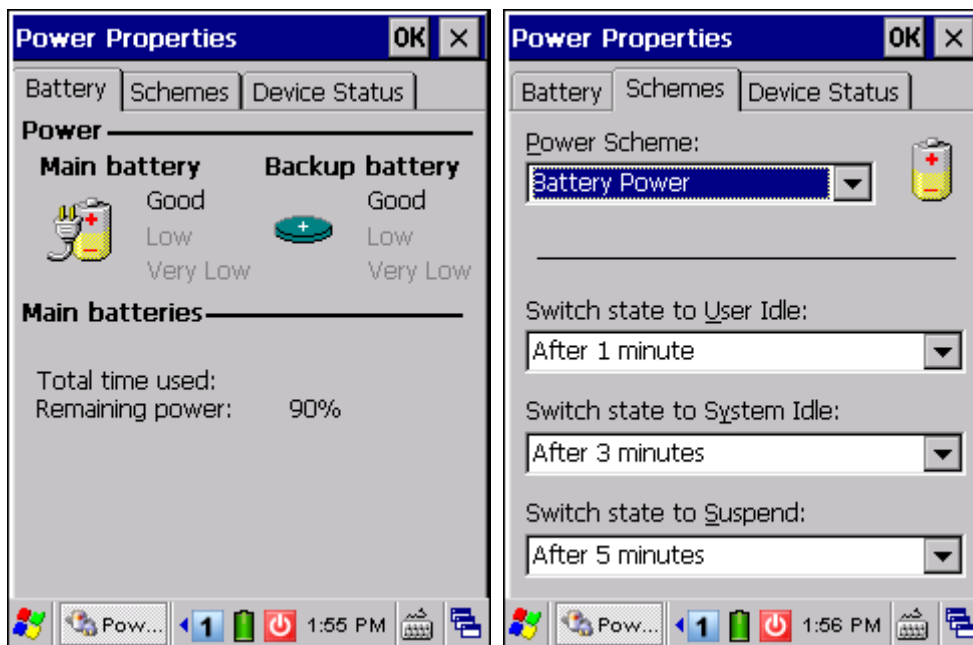 Power Properties OK ×
Battery Schemes Device Status
Power
Main battery Backup battery
Good Good
Low Low
Very Low Very Low
Main batteries
Total time used:
Remaining power: 90%
Pow... 1 1:55 PM
Power Properties OK ×
Battery Schemes Device Status
Power Scheme:
Battery Power
Switch state to User Idle:
After 1 minute
Switch state to System Idle:
After 3 minutes
Switch state to Suspend:
After 5 minutes
Pow... 1 1:56 PM